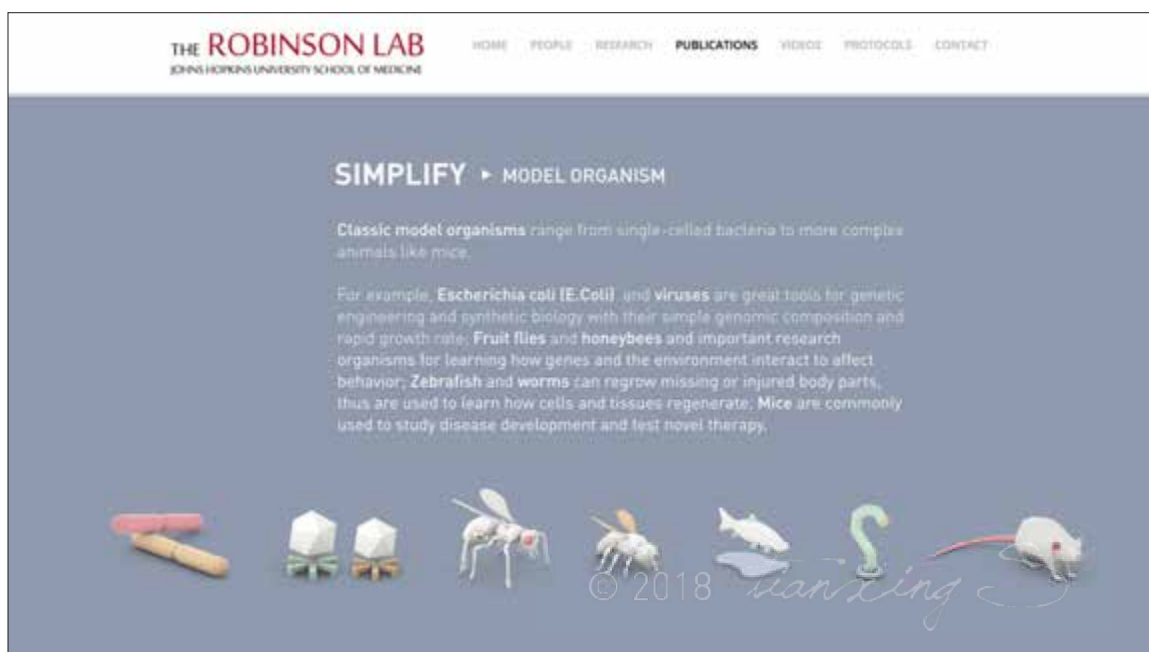 THE ROBINSON LAB
JOHNS HOPKINS UNIVERSITY SCHOOL OF MEDICINE
HOME PEOPLE RESEARCH PUBLICATIONS VIDEOS PROTOCOLS CONTACT
SIMPLIFY ▸ MODEL ORGANISM
Classic model organisms range from single-celled bacteria to more complex
animals like mice.
For example, Escherichia coli (E.Coli) and viruses are great tools for genetic
engineering and synthetic biology with their simple genomic composition and
rapid growth rate; Fruit flies and honeybees and important research
organisms for learning how genes and the environment interact to affect
behavior; Zebrafish and worms can regrow missing or injured body parts,
thus are used to learn how cells and tissues regenerate; Mice are commonly
used to study disease development and test novel therapy.
© 2018 tianxing